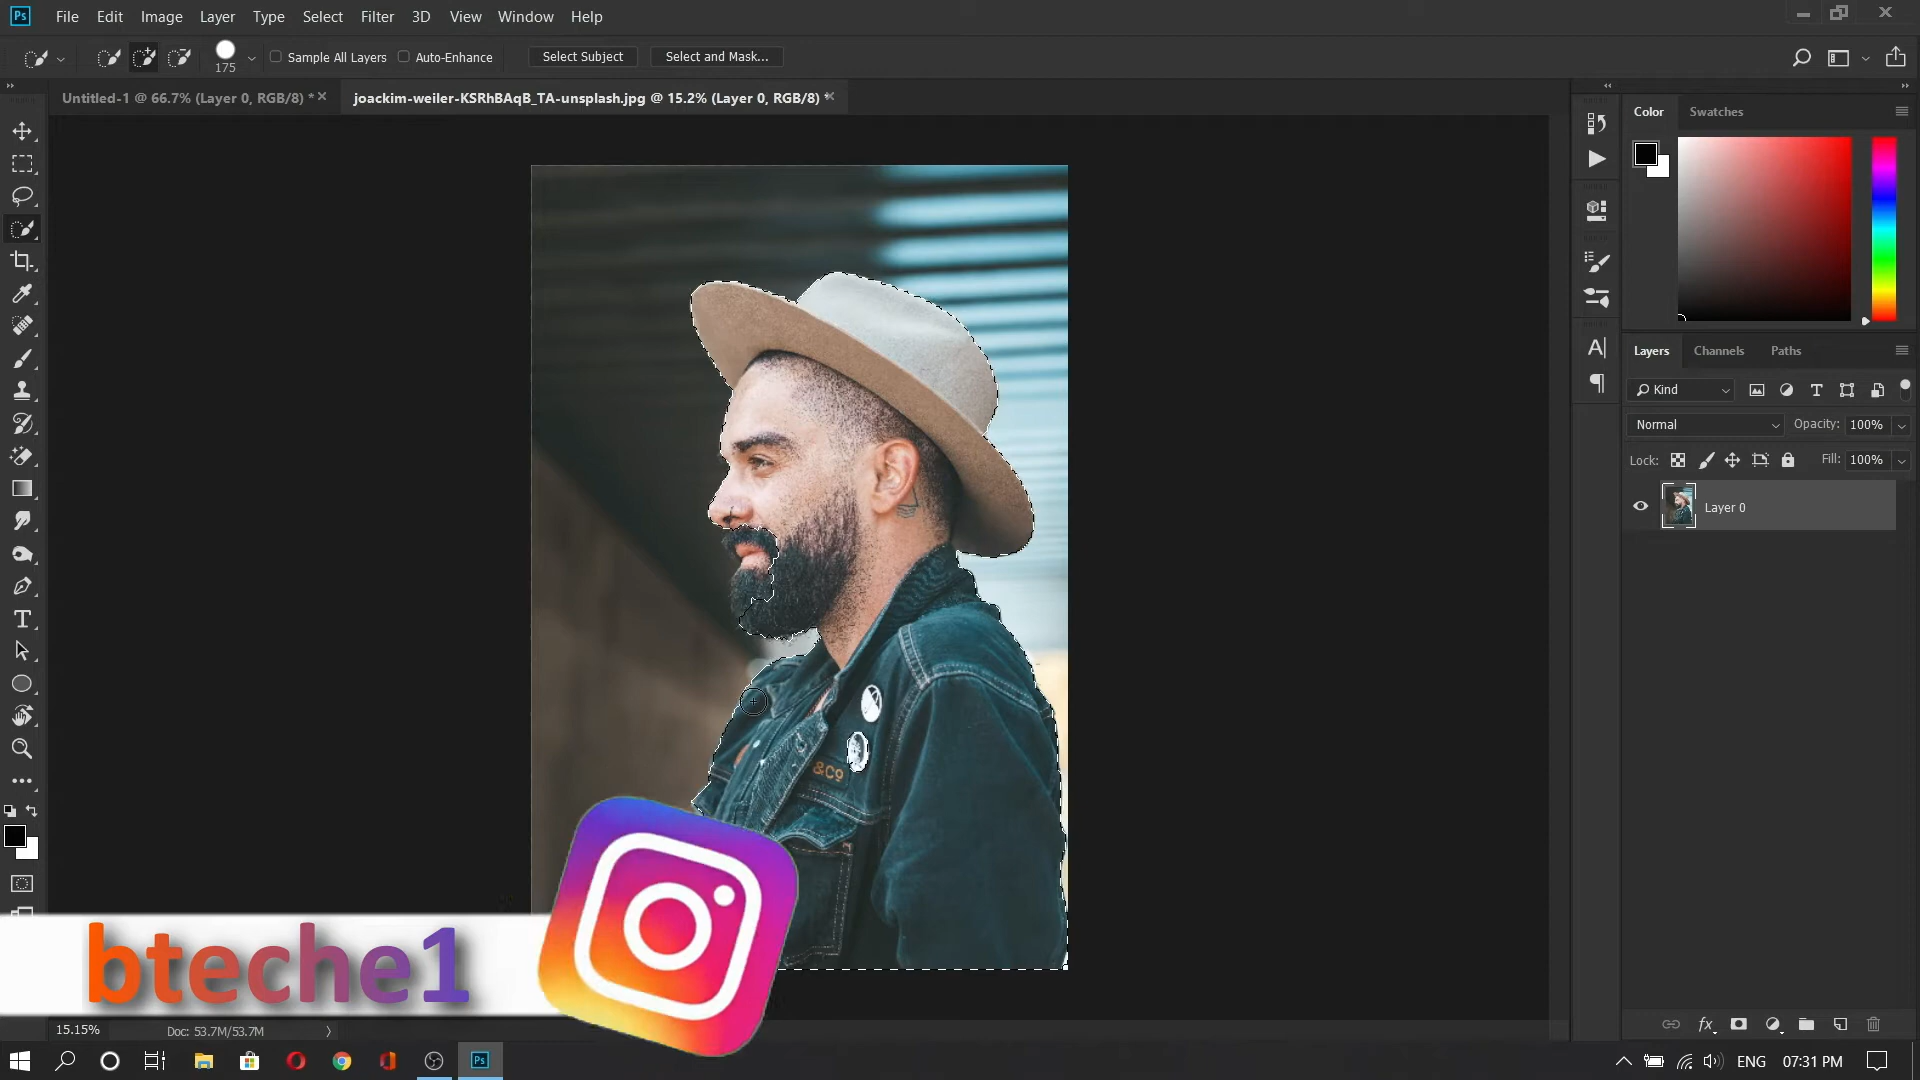 Ps File Edit Image Layer Type Select Filter 3D View Window Help
175 Sample All Layers Auto-Enhance Select Subject Select and Mask...
Untitled-1 @ 66.7% (Layer 0, RGB/8) * joackim-weiler-KSRhBAqB_TA-unsplash.jpg @ 15.2% (Layer 0, RGB/8) *
Color Swatches
Layers Channels Paths
Kind
Normal Opacity: 100%
Lock: Fill: 100%
Layer 0
&CO
bteche1
15.15% Doc: 53.7M/53.7M
Ps ENG 07:31 PM